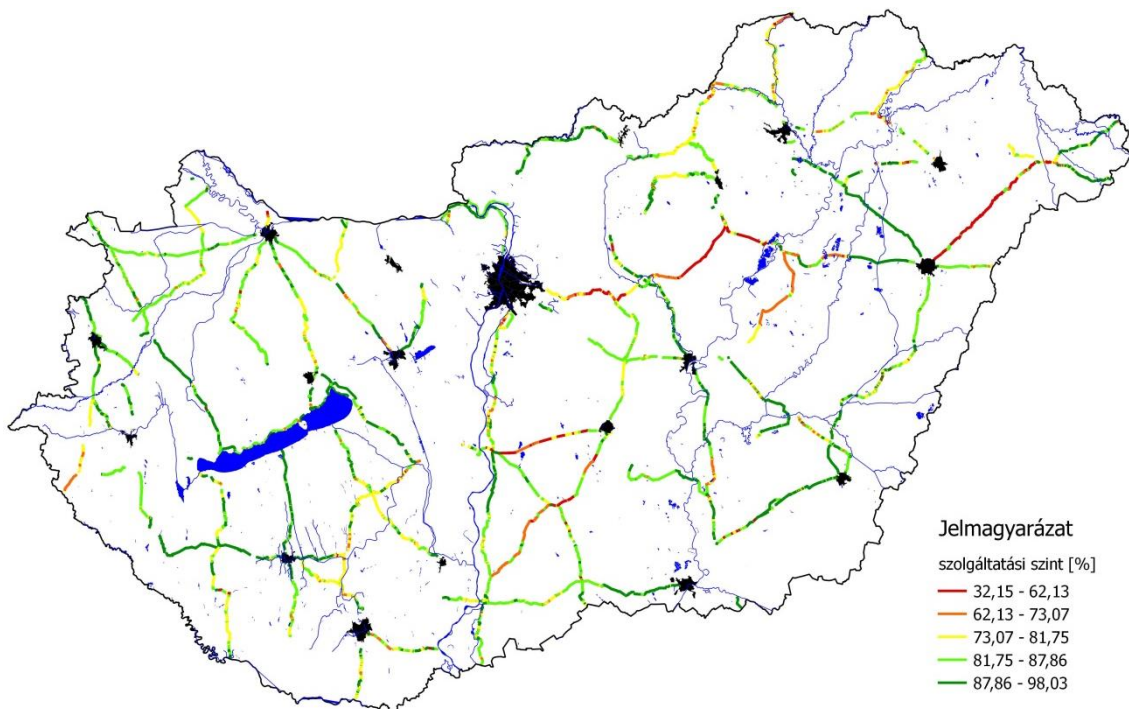 Jelmagyarázat
szolgáltatási szint [%]
32,15 - 62,13
62,13 - 73,07
73,07 - 81,75
81,75 - 87,86
87,86 - 98,03